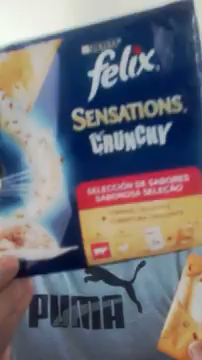 PURINA
felix
SENSATIONS
CRUNCHY
SELECCIÓN DE SABORES
SABOROSA SELEÇÃO
PUMA